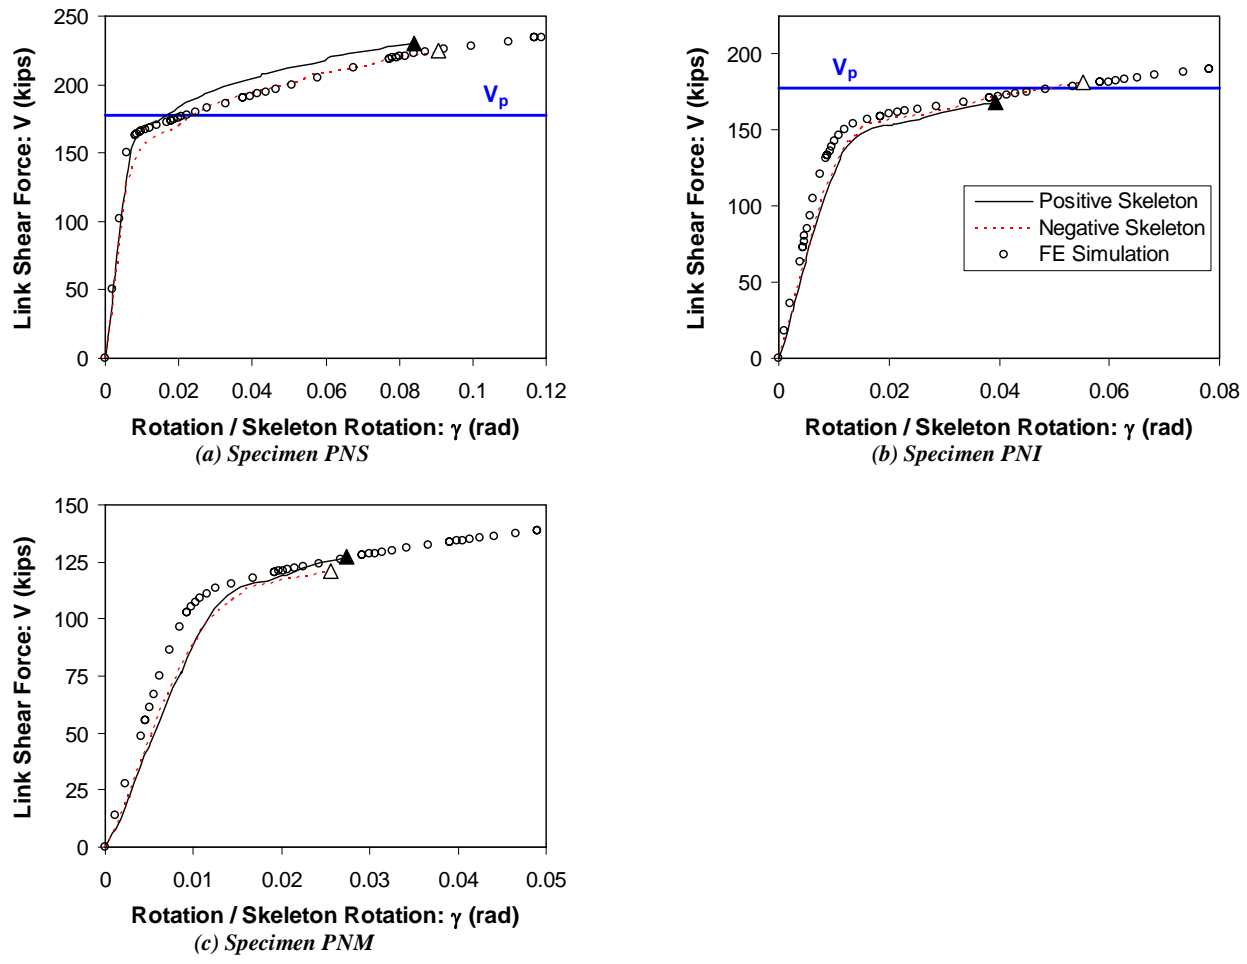 250
200
150
100
50
0
Link Shear Force: V (kips)
Vp
0 0.02 0.04 0.06 0.08 0.1 0.12
Rotation / Skeleton Rotation: γ (rad)
(a) Specimen PNS
200
150
100
50
0
Link Shear Force: V (kips)
Vp
Positive Skeleton
Negative Skeleton
FE Simulation
0 0.02 0.04 0.06 0.08
Rotation / Skeleton Rotation: γ (rad)
(b) Specimen PNI
150
125
100
75
50
25
0
Link Shear Force: V (kips)
0 0.01 0.02 0.03 0.04 0.05
Rotation / Skeleton Rotation: γ (rad)
(c) Specimen PNM